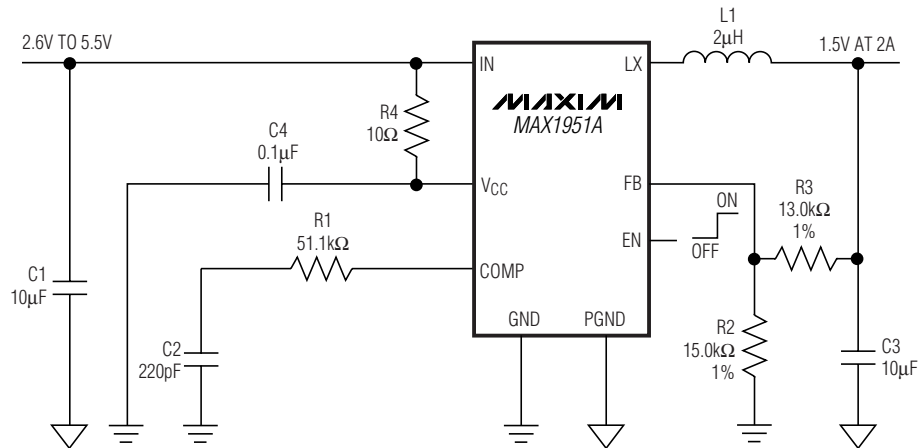 2.6V TO 5.5V
L1
2μH
1.5V AT 2A
IN
LX
MAXIM
MAX1951A
R4
10Ω
C4
0.1μF
VCC
FB
R3
13.0kΩ
1%
ON
OFF
EN
R1
51.1kΩ
COMP
C1
10μF
GND
PGND
R2
15.0kΩ
1%
C2
220pF
C3
10μF